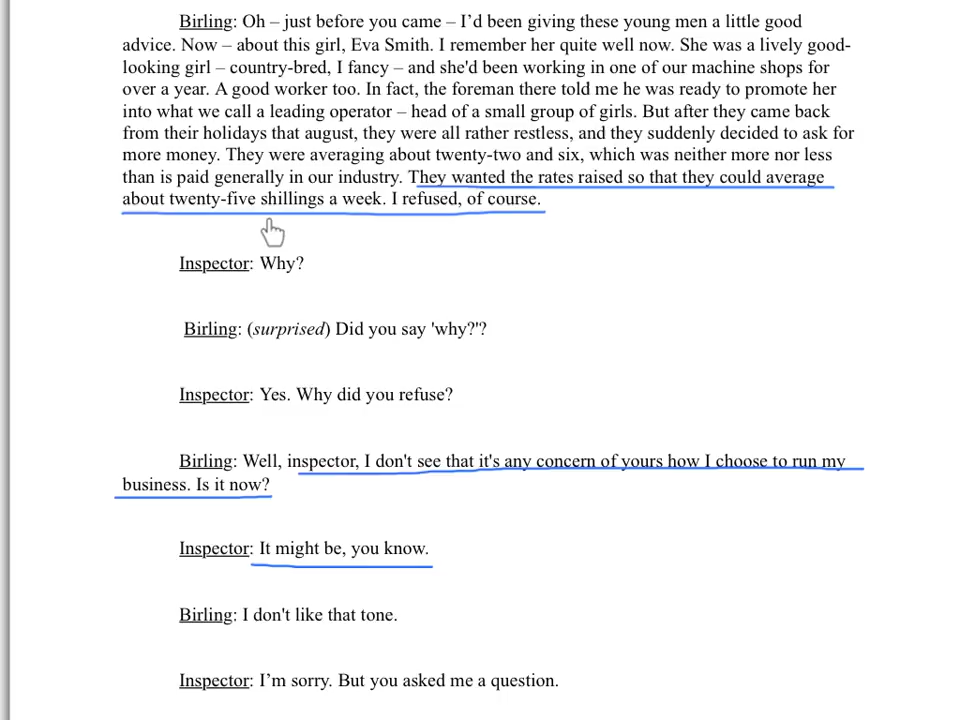 Birling: Oh – just before you came – I’d been giving these young men a little good
advice. Now – about this girl, Eva Smith. I remember her quite well now. She was a lively good-
looking girl – country-bred, I fancy – and she'd been working in one of our machine shops for
over a year. A good worker too. In fact, the foreman there told me he was ready to promote her
into what we call a leading operator – head of a small group of girls. But after they came back
from their holidays that august, they were all rather restless, and they suddenly decided to ask for
more money. They were averaging about twenty-two and six, which was neither more nor less
than is paid generally in our industry. They wanted the rates raised so that they could average
about twenty-five shillings a week. I refused, of course.
Inspector: Why?
Birling: (surprised) Did you say 'why?'?
Inspector: Yes. Why did you refuse?
Birling: Well, inspector, I don't see that it's any concern of yours how I choose to run my
business. Is it now?
Inspector: It might be, you know.
Birling: I don't like that tone.
Inspector: I’m sorry. But you asked me a question.